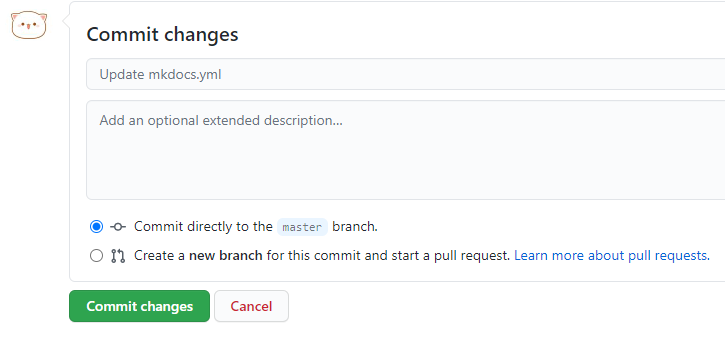 Commit changes
Update mkdocs.yml
Add an optional extended description...
Commit directly to the master branch.
Create a new branch for this commit and start a pull request. Learn more about pull requests.
Commit changes Cancel